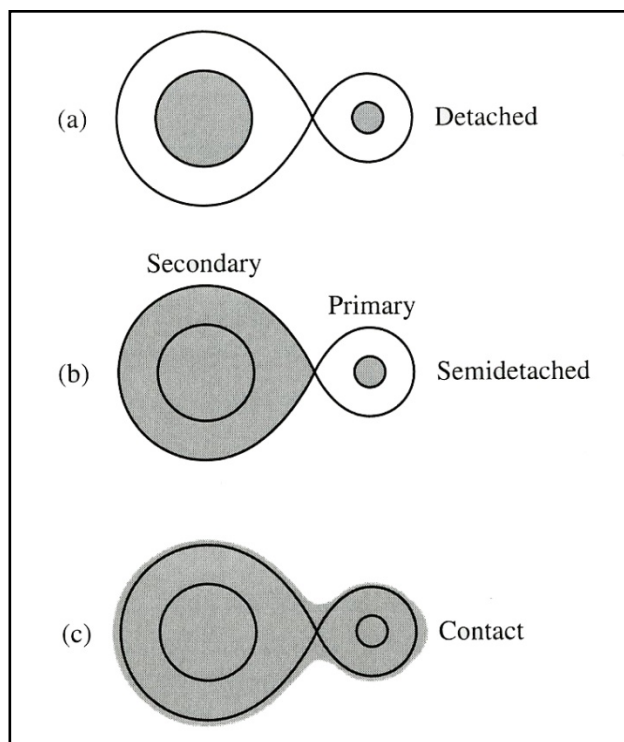 (a)
Detached
Secondary
Primary
(b)
Semidetached
(c)
Contact